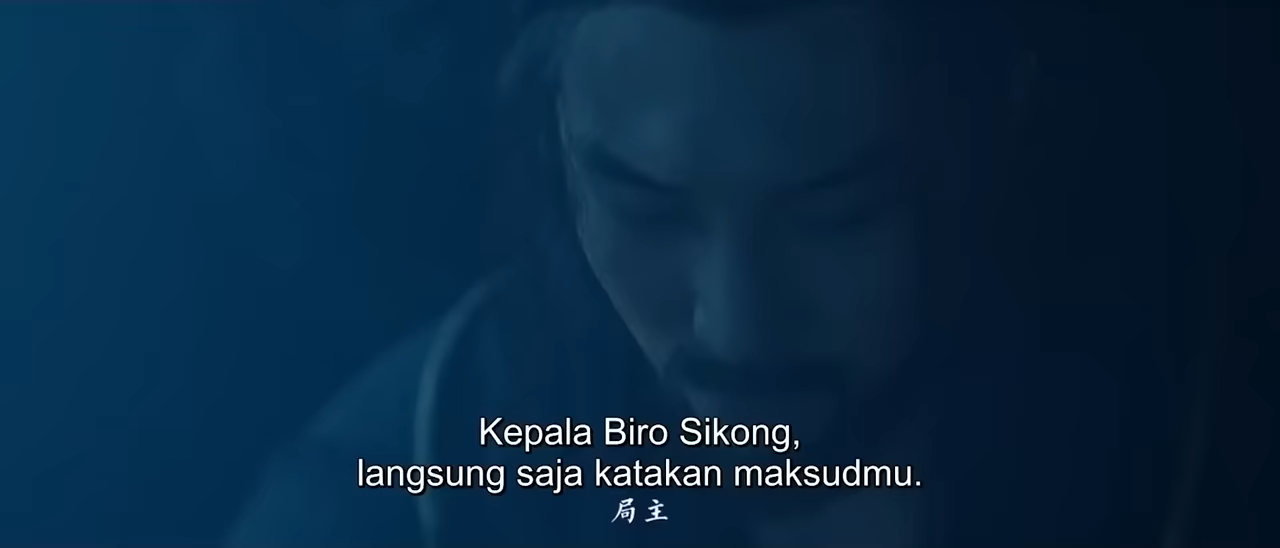 Kepala Biro Sikong,
langsung saja katakan maksudmu.
局主